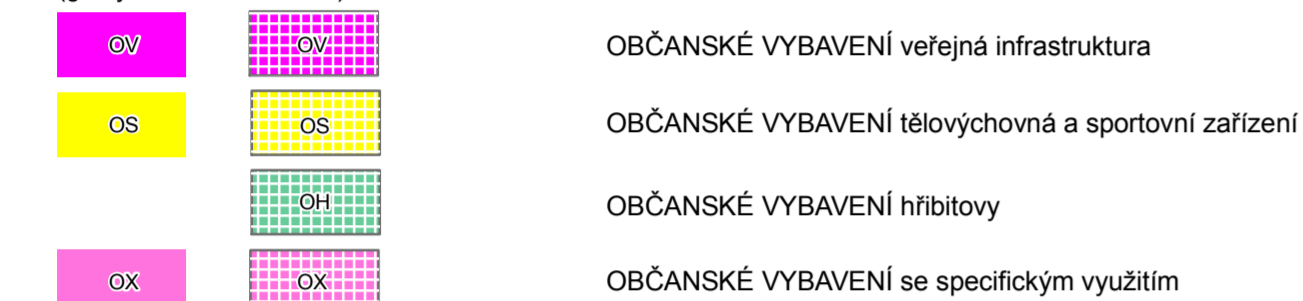 OV OV OBČANSKÉ VYBAVENÍ veřejná infrastruktura
OS OS OBČANSKÉ VYBAVENÍ tělovýchovná a sportovní zařízení
OH OBČANSKÉ VYBAVENÍ hřibitovy
OX OX OBČANSKÉ VYBAVENÍ se specifickým využitím